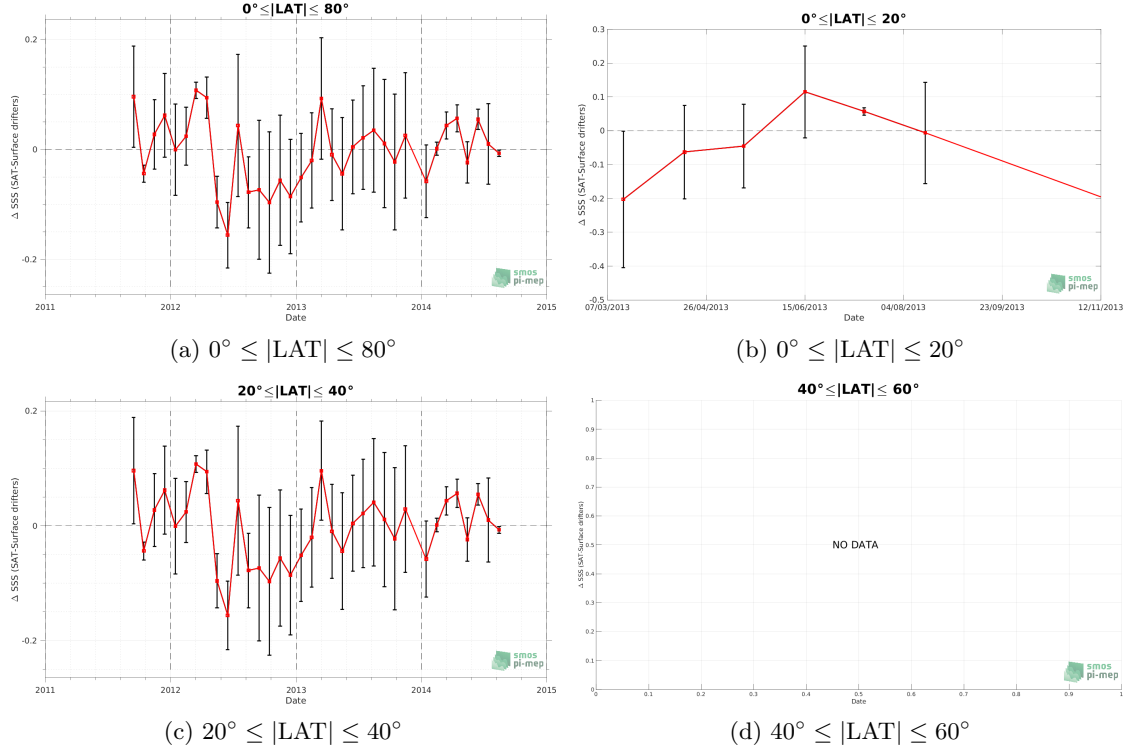 0°≤|LAT|≤ 80°
0.2
0
-0.2
Δ SSS (SAT-Surface drifters)
2011 2012 2013 2014 2015
Date
smos
pi-mep
(a) 0° ≤ |LAT| ≤ 80°
0°≤|LAT|≤ 20°
0.3
0.2
0.1
0
-0.1
-0.2
-0.3
-0.4
-0.5
Δ SSS (SAT-Surface drifters)
07/03/2013 26/04/2013 15/06/2013 04/08/2013 23/09/2013 12/11/2013
Date
smos
pi-mep
(b) 0° ≤ |LAT| ≤ 20°
20°≤|LAT|≤ 40°
0.2
0
-0.2
Δ SSS (SAT-Surface drifters)
2011 2012 2013 2014 2015
Date
smos
pi-mep
(c) 20° ≤ |LAT| ≤ 40°
40°≤|LAT|≤ 60°
1
0.9
0.8
0.7
0.6
0.5
0.4
0.3
0.2
0.1
0
Δ SSS (SAT-Surface drifters)
NO DATA
0 0.1 0.2 0.3 0.4 0.5 0.6 0.7 0.8 0.9 1
Date
smos
pi-mep
(d) 40° ≤ |LAT| ≤ 60°